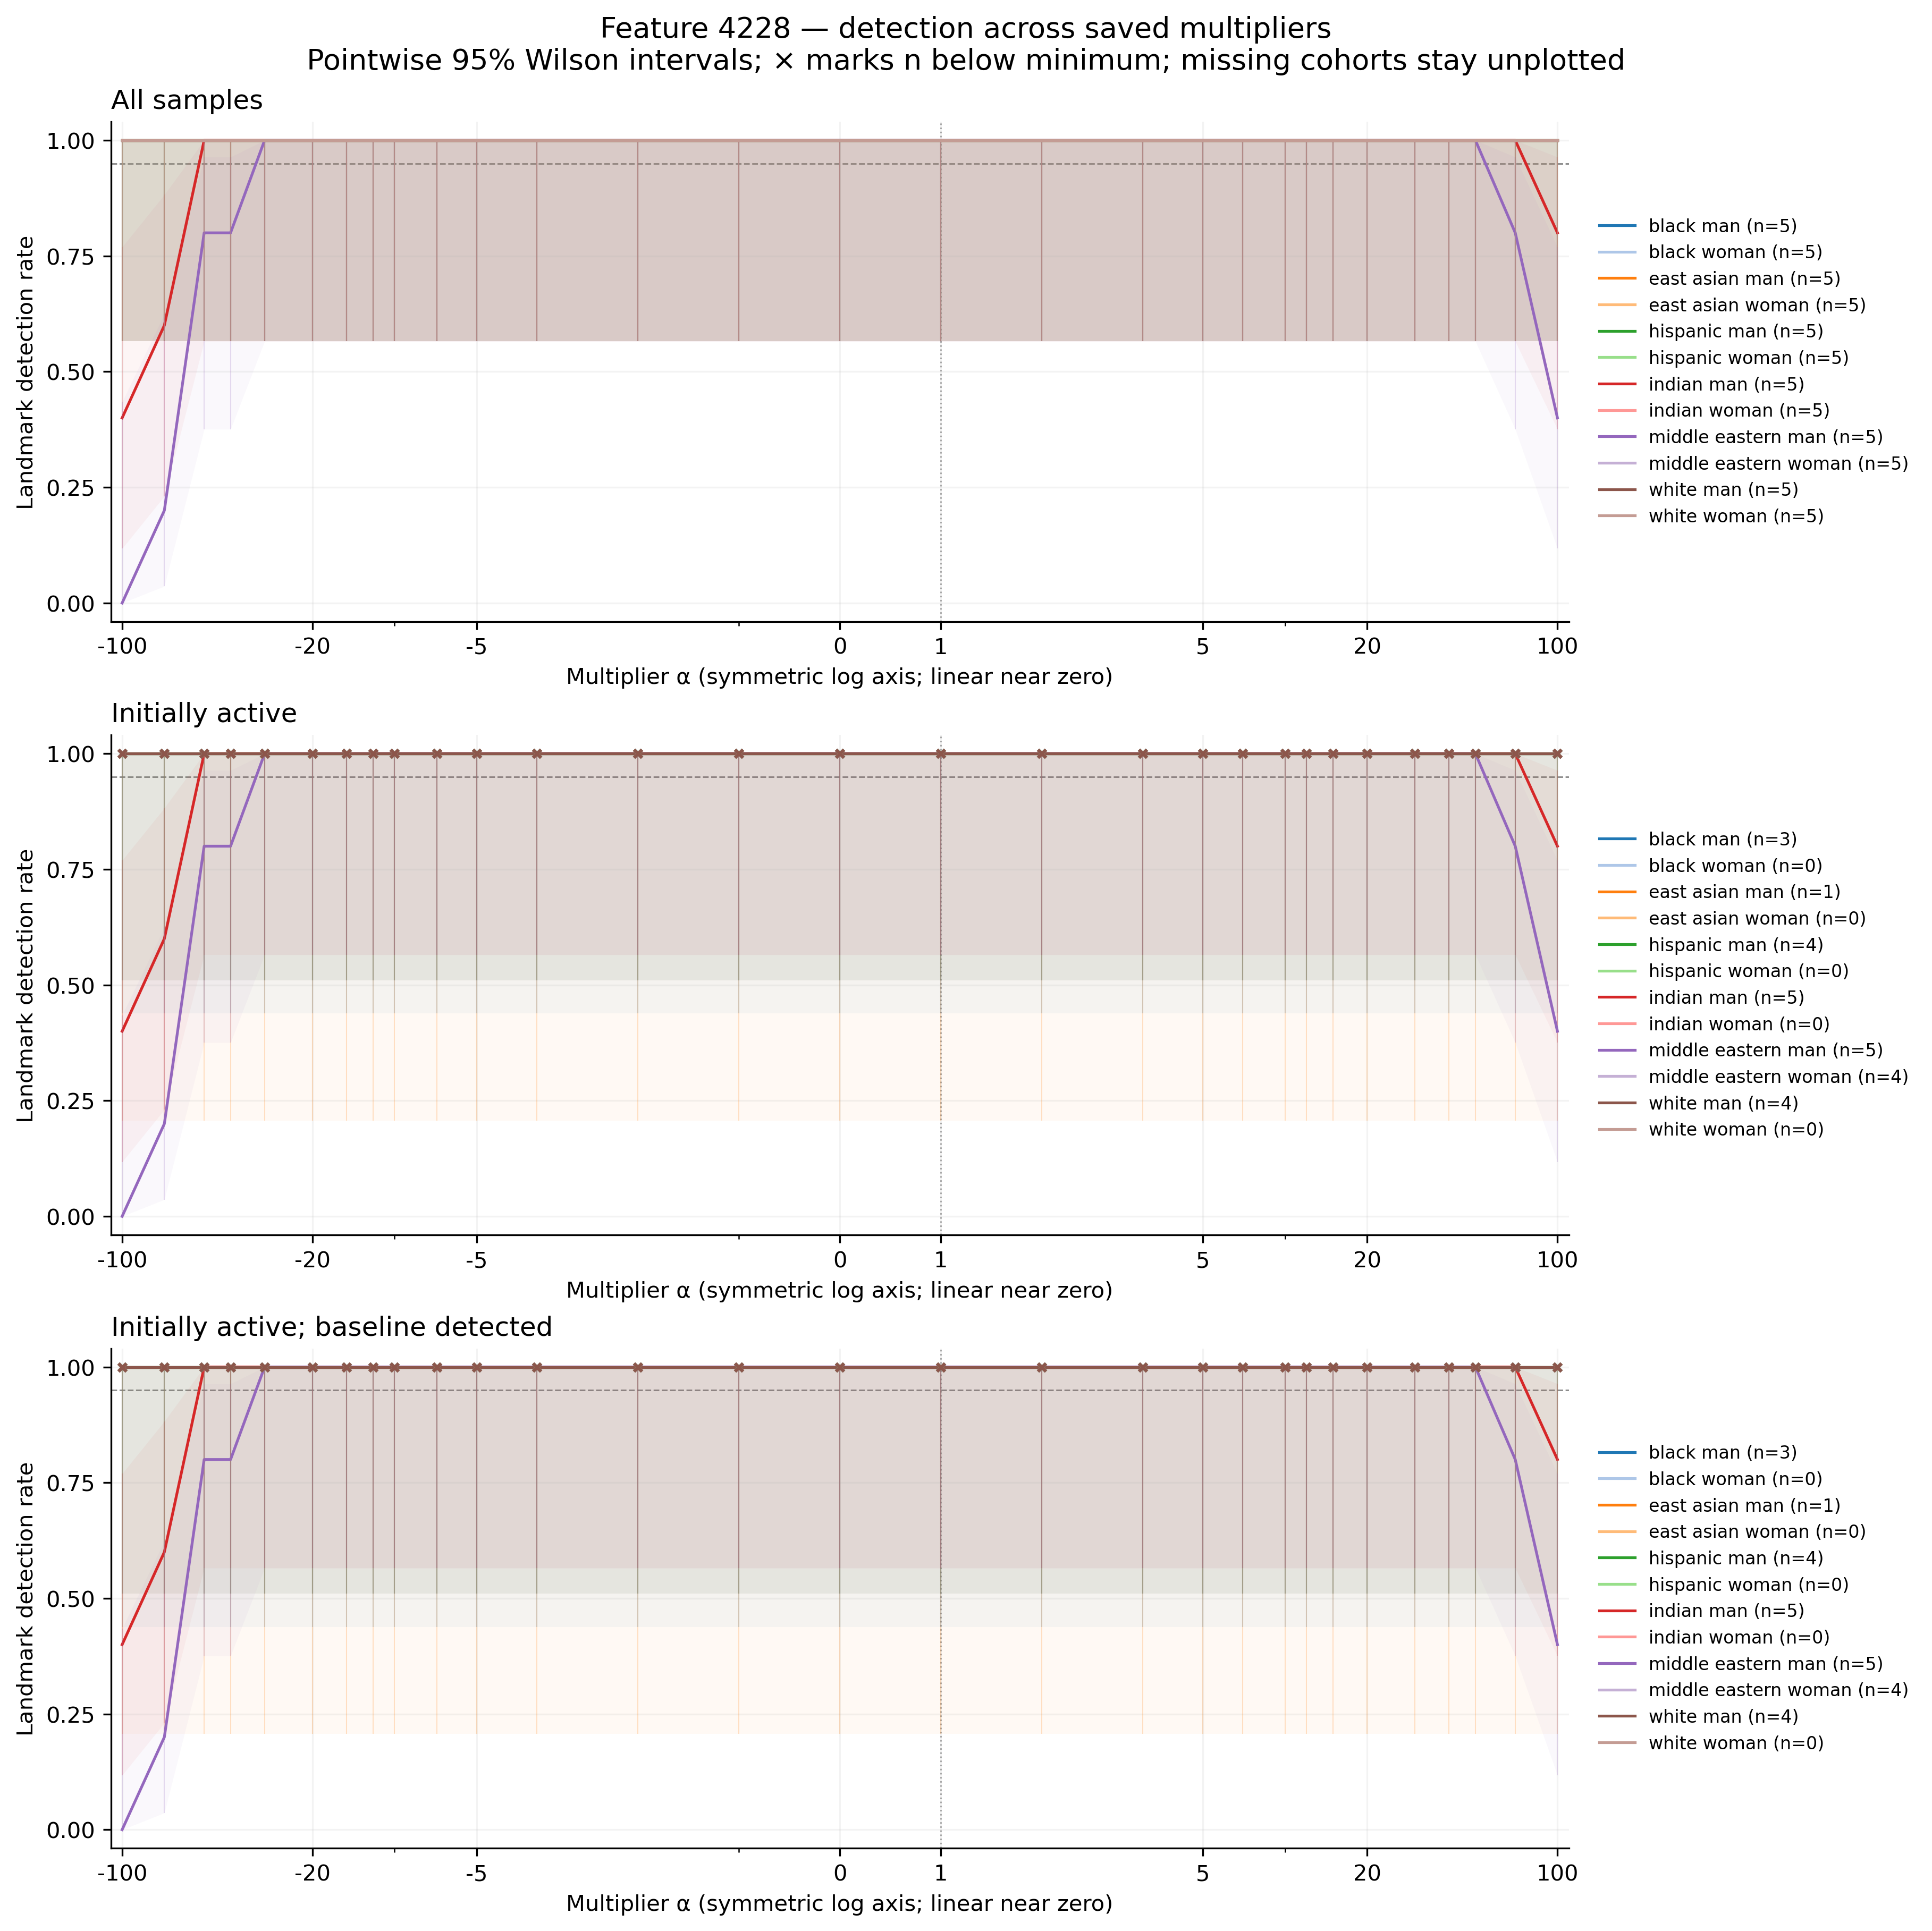 Feature 4228 — detection across saved multipliers
Pointwise 95% Wilson intervals; × marks n below minimum; missing cohorts stay unplotted
All samples
Landmark detection rate
1.00
0.75
0.50
0.25
0.00
-100
-20
-5
0
1
5
20
100
Multiplier α (symmetric log axis; linear near zero)
black man (n=5)
black woman (n=5)
east asian man (n=5)
east asian woman (n=5)
hispanic man (n=5)
hispanic woman (n=5)
indian man (n=5)
indian woman (n=5)
middle eastern man (n=5)
middle eastern woman (n=5)
white man (n=5)
white woman (n=5)
Initially active
Landmark detection rate
1.00
0.75
0.50
0.25
0.00
-100
-20
-5
0
1
5
20
100
Multiplier α (symmetric log axis; linear near zero)
black man (n=3)
black woman (n=0)
east asian man (n=1)
east asian woman (n=0)
hispanic man (n=4)
hispanic woman (n=0)
indian man (n=5)
indian woman (n=0)
middle eastern man (n=5)
middle eastern woman (n=4)
white man (n=4)
white woman (n=0)
Initially active; baseline detected
Landmark detection rate
1.00
0.75
0.50
0.25
0.00
-100
-20
-5
0
1
5
20
100
Multiplier α (symmetric log axis; linear near zero)
black man (n=3)
black woman (n=0)
east asian man (n=1)
east asian woman (n=0)
hispanic man (n=4)
hispanic woman (n=0)
indian man (n=5)
indian woman (n=0)
middle eastern man (n=5)
middle eastern woman (n=4)
white man (n=4)
white woman (n=0)